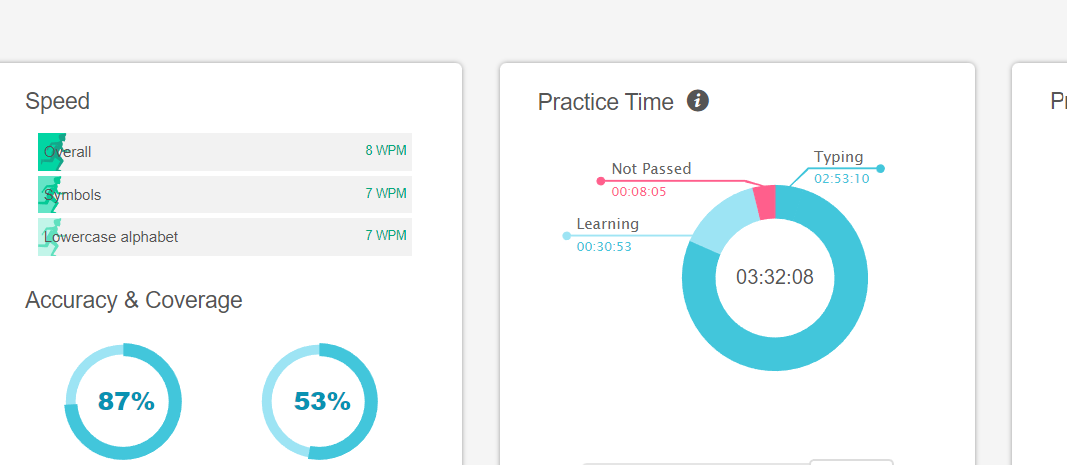 Speed
Overall 8 WPM
Symbols 7 WPM
Lowercase alphabet 7 WPM
Accuracy & Coverage
87% 53%
Practice Time i
Not Passed
00:08:05
Typing
02:53:10
Learning
00:30:53
03:32:08